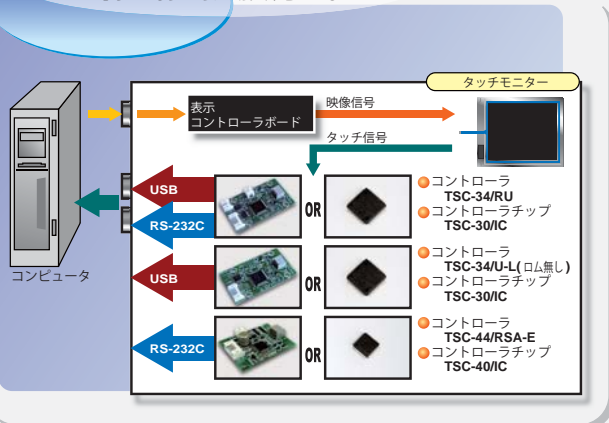 タッチモニター
表示
コントローラボード
映像信号
タッチ信号
コンピュータ
USB
RS-232C
OR
コントローラ
TSC-34/RU
コントローラチップ
TSC-30/IC
USB
OR
コントローラ
TSC-34/U-L(ロム無し)
コントローラチップ
TSC-30/IC
RS-232C
OR
コントローラ
TSC-44/RSA-E
コントローラチップ
TSC-40/IC